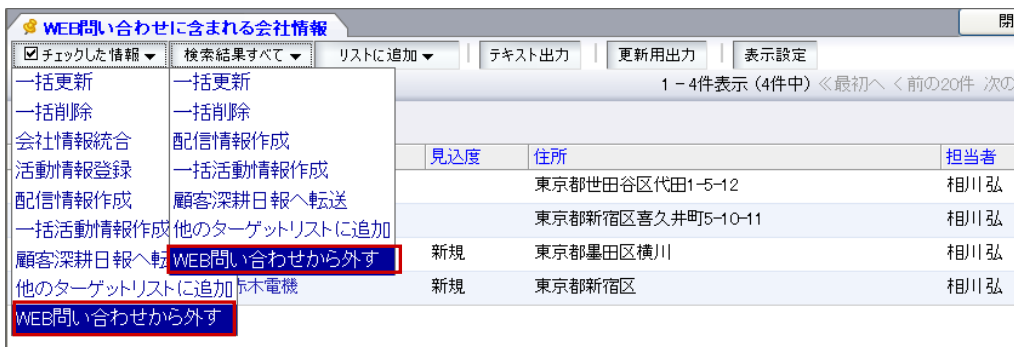 WEB問い合わせに含まれる会社情報
閉
チェックした情報▼ 検索結果すべて▼ リストに追加▼ テキスト出力 更新用出力 表示設定
1－4件表示 (4件中) ≪最初へ ＜前の20件 次の
一括更新
一括削除
会社情報統合
活動情報登録
配信情報作成
一括活動情報作成
顧客深耕日報へ転
他のターゲットリストに追加
WEB問い合わせから外す
一括更新
一括削除
配信情報作成
一括活動情報作成
顧客深耕日報へ転送
他のターゲットリストに追加
WEB問い合わせから外す
見込度 住所 担当者
東京都世田谷区代田1-5-12 相川 弘
東京都新宿区喜久井町5-10-11 相川 弘
新規 東京都墨田区横川 相川 弘
木電機 新規 東京都新宿区 相川 弘